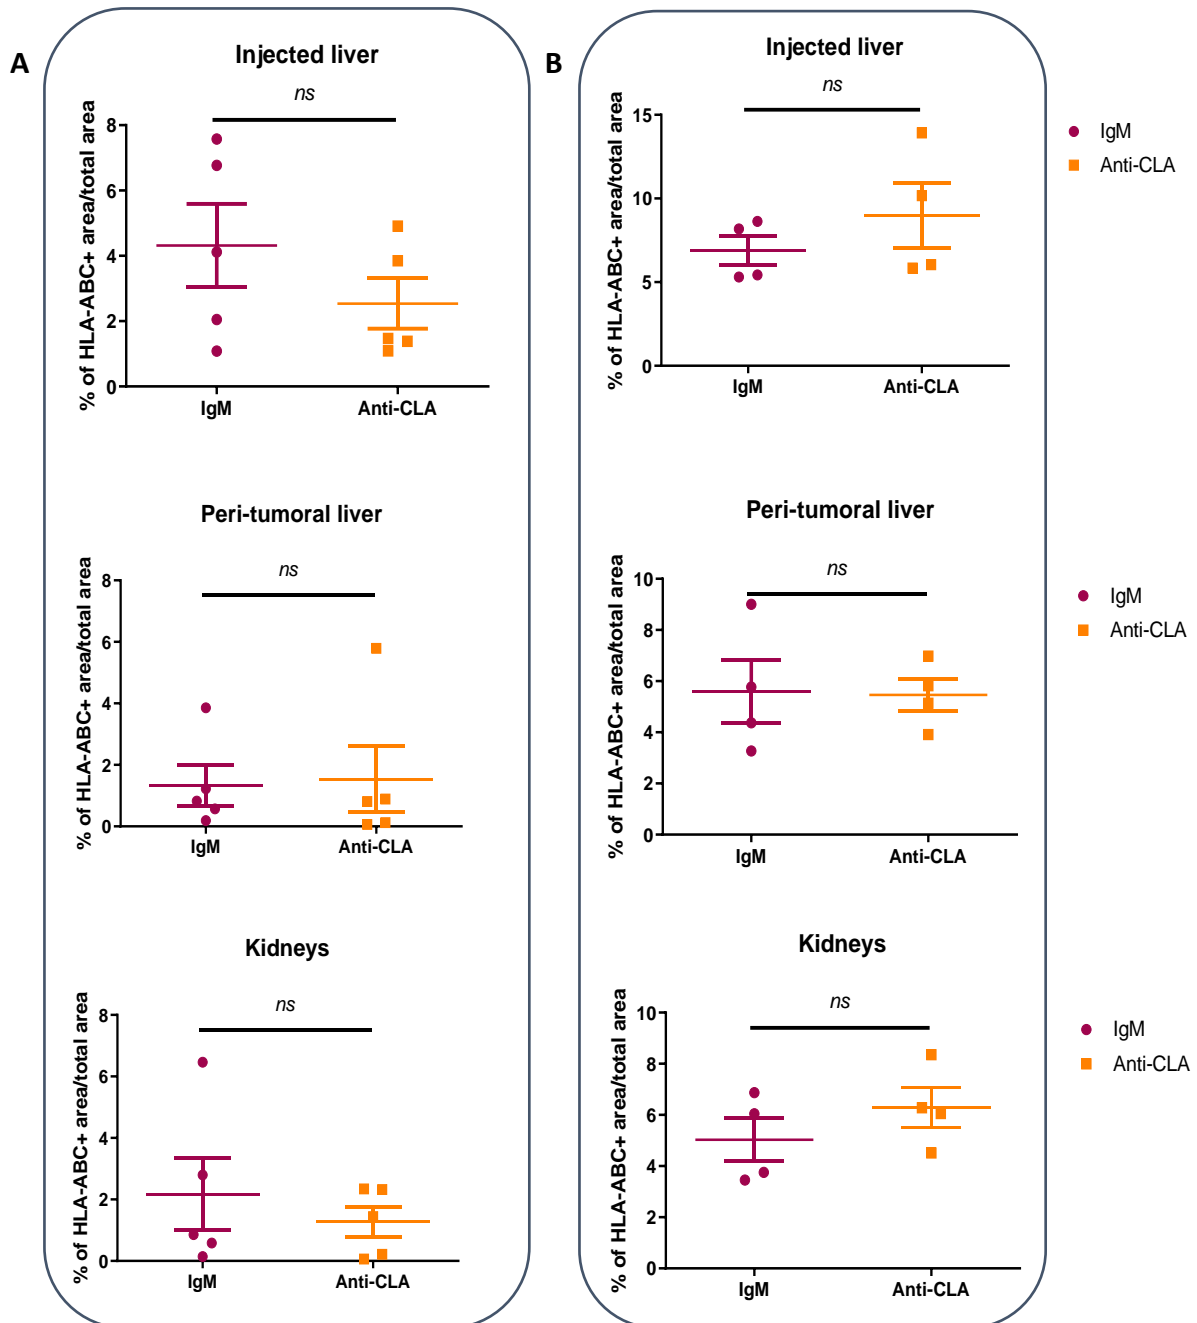 A
Injected liver
ns
% of HLA-ABC+ area/total area
8
6
4
2
0
IgM
Anti-CLA
Peri-tumoral liver
ns
% of HLA-ABC+ area/total area
8
6
4
2
0
IgM
Anti-CLA
Kidneys
ns
% of HLA-ABC+ area/total area
8
6
4
2
0
IgM
Anti-CLA
B
Injected liver
ns
% of HLA-ABC+ area/total area
15
10
5
0
IgM
Anti-CLA
IgM
Anti-CLA
Peri-tumoral liver
ns
% of HLA-ABC+ area/total area
10
8
6
4
2
0
IgM
Anti-CLA
IgM
Anti-CLA
Kidneys
ns
% of HLA-ABC+ area/total area
10
8
6
4
2
0
IgM
Anti-CLA
IgM
Anti-CLA